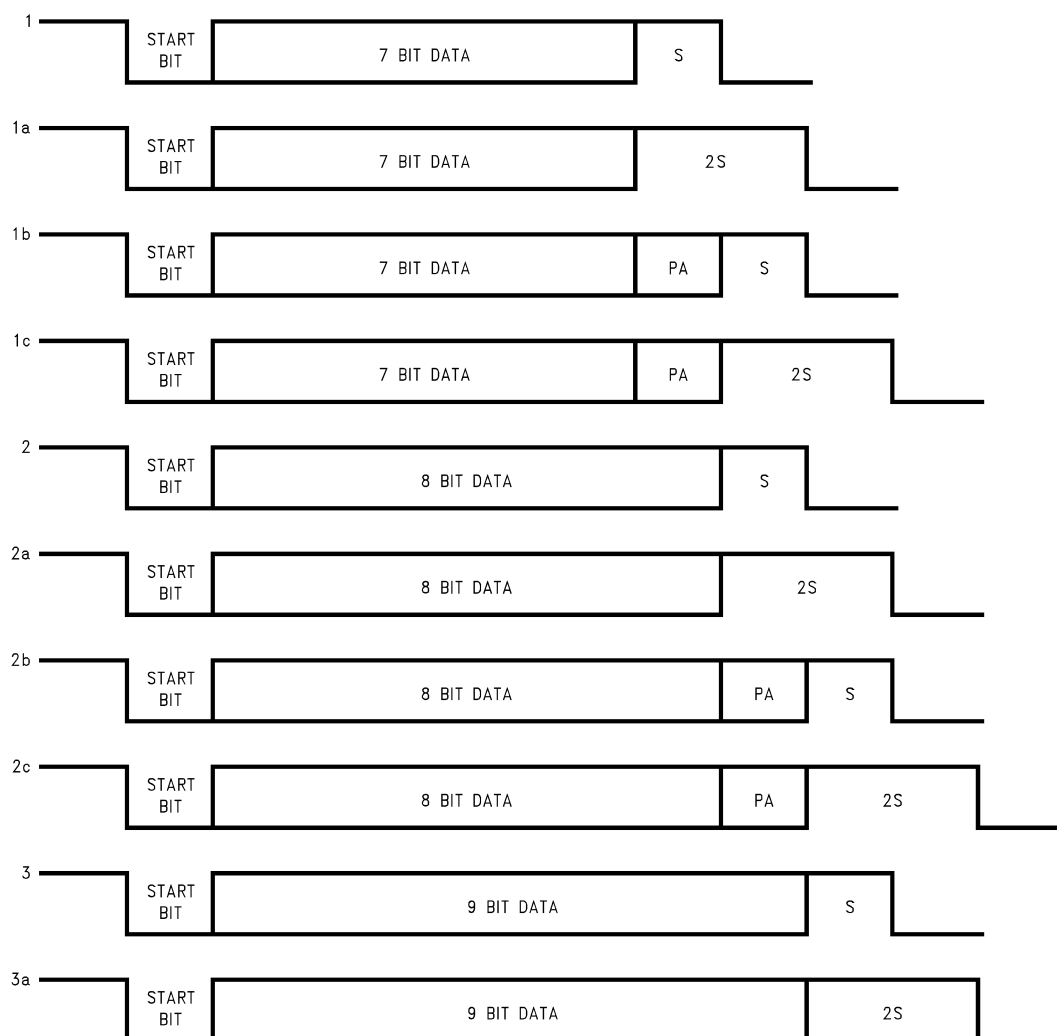 1
START
BIT
7 BIT DATA
S
1a
START
BIT
7 BIT DATA
2S
1b
START
BIT
7 BIT DATA
PA
S
1c
START
BIT
7 BIT DATA
PA
2S
2
START
BIT
8 BIT DATA
S
2a
START
BIT
8 BIT DATA
2S
2b
START
BIT
8 BIT DATA
PA
S
2c
START
BIT
8 BIT DATA
PA
2S
3
START
BIT
9 BIT DATA
S
3a
START
BIT
9 BIT DATA
2S